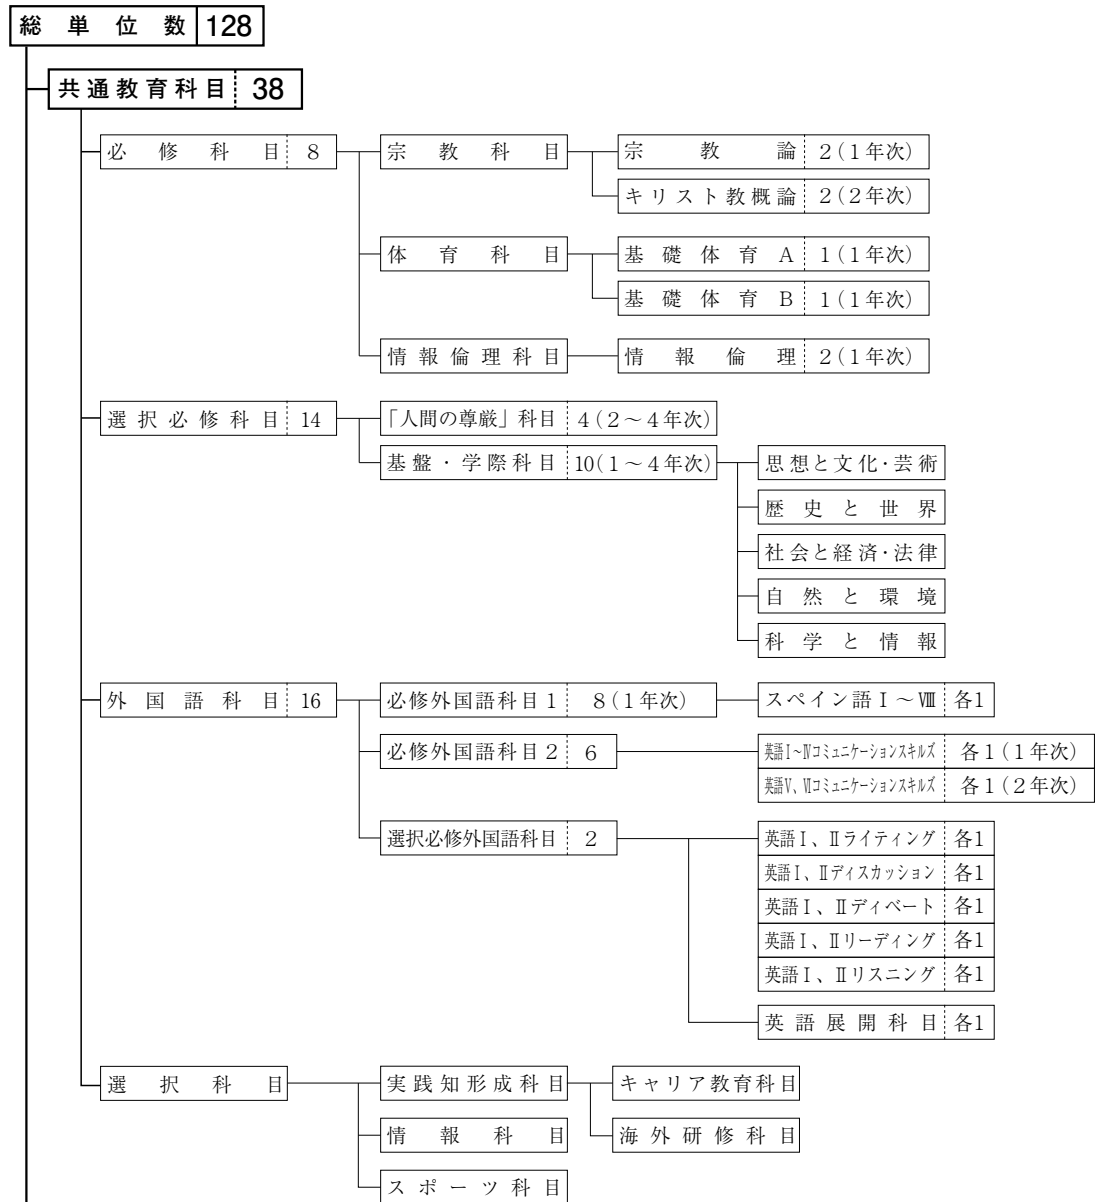 総単位数 128
共通教育科目 38
必修科目 8 宗教科目 宗教論 2(1年次)
キリスト教概論 2(2年次)
体育科目 基礎体育A 1(1年次)
基礎体育B 1(1年次)
情報倫理科目 情報倫理 2(1年次)
選択必修科目 14 「人間の尊厳」科目 4(2～4年次)
基盤・学際科目 10(1～4年次) 思想と文化・芸術
歴史と世界
社会と経済・法律
自然と環境
科学と情報
外国語科目 16 必修外国語科目1 8(1年次) スペイン語Ⅰ～Ⅷ 各1
必修外国語科目2 6 英語Ⅰ～Ⅳコミュニケーションスキルズ 各1(1年次)
英語Ⅴ、Ⅵコミュニケーションスキルズ 各1(2年次)
選択必修外国語科目 2 英語Ⅰ、Ⅱライティング 各1
英語Ⅰ、Ⅱディスカッション 各1
英語Ⅰ、Ⅱディベート 各1
英語Ⅰ、Ⅱリーディング 各1
英語Ⅰ、Ⅱリスニング 各1
英語展開科目 各1
選択科目 実践知形成科目 キャリア教育科目
情報科目 海外研修科目
スポーツ科目